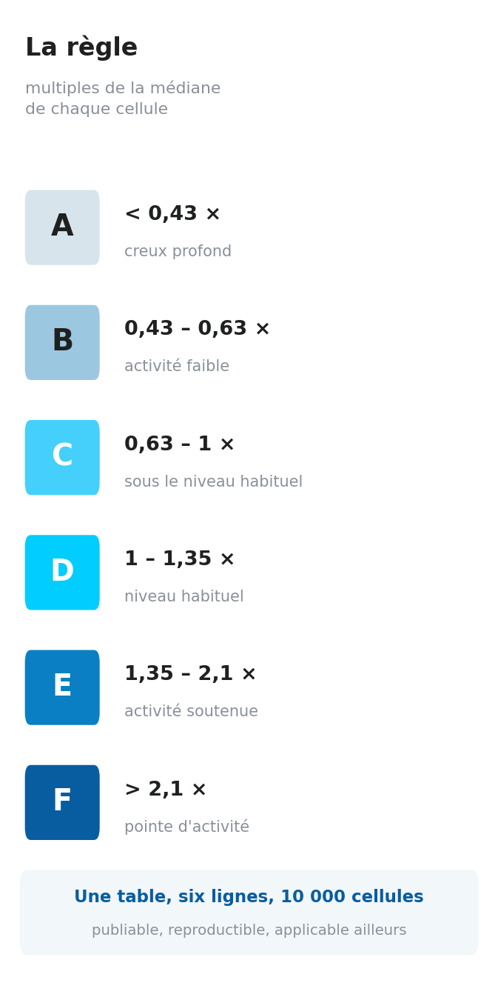 La règle
multiples de la médiane
de chaque cellule
A
< 0,43 ×
creux profond
B
0,43 – 0,63 ×
activité faible
C
0,63 – 1 ×
sous le niveau habituel
D
1 – 1,35 ×
niveau habituel
E
1,35 – 2,1 ×
activité soutenue
F
> 2,1 ×
pointe d'activité
Une table, six lignes, 10 000 cellules
publiable, reproductible, applicable ailleurs